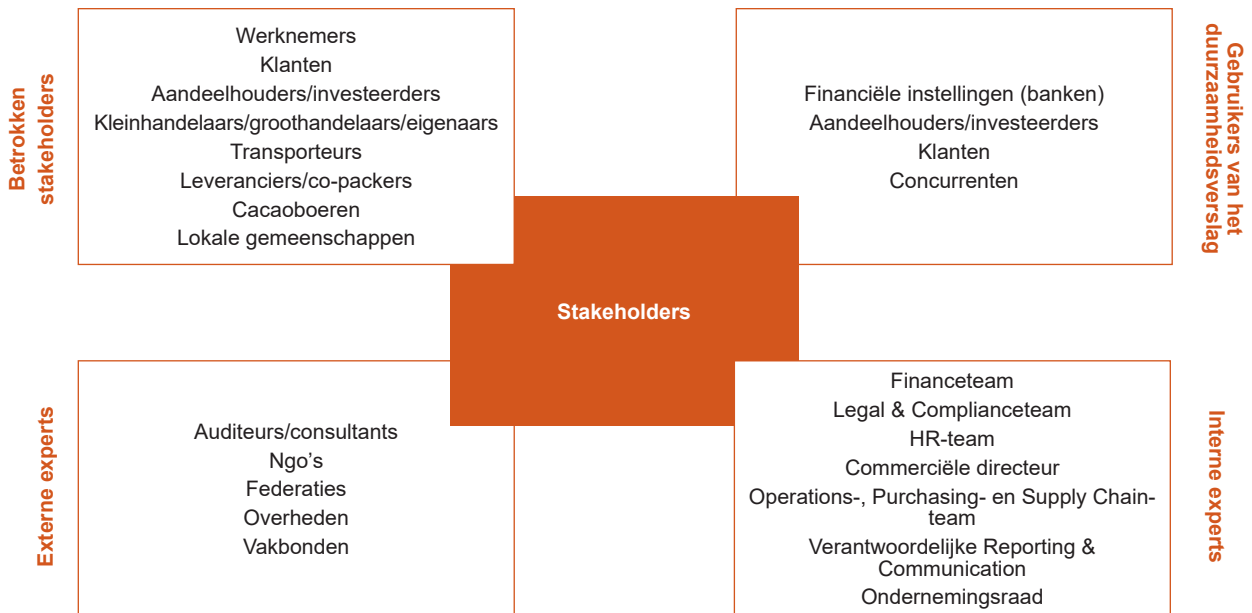 Betrokken
stakeholders
Werknemers
Klanten
Aandeelhouders/investeerders
Kleinhandelaars/groothandelaars/eigenaars
Transporteurs
Leveranciers/co-packers
Cacaoboeren
Lokale gemeenschappen
Financiële instellingen (banken)
Aandeelhouders/investeerders
Klanten
Concurrenten
Gebruikers van het
duurzaamheidsverslag
Stakeholders
Externe experts
Auditeurs/consultants
Ngo’s
Federaties
Overheden
Vakbonden
Financeteam
Legal & Complianceteam
HR-team
Commerciële directeur
Operations-, Purchasing- en Supply Chain-
team
Verantwoordelijke Reporting &
Communication
Ondernemingsraad
Interne experts